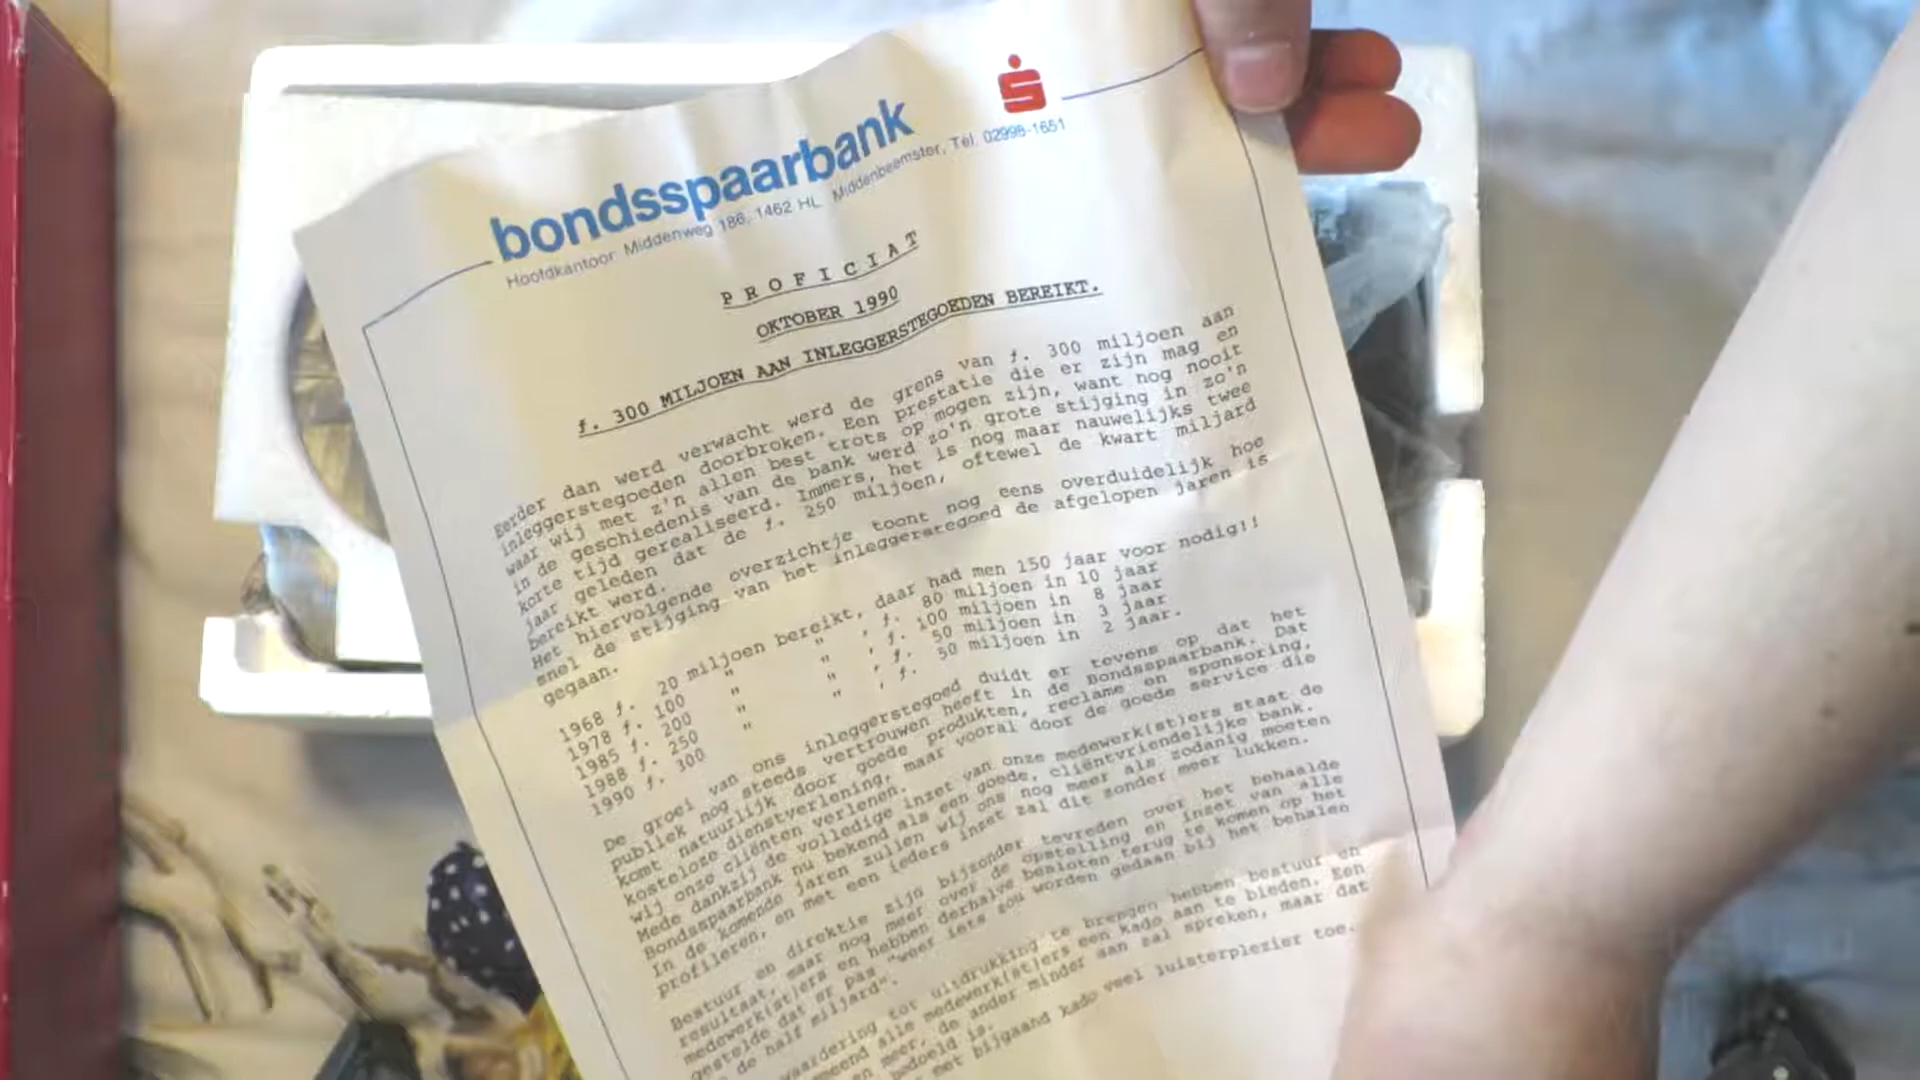 bondsspaarbank
Hoofdkantoor Middenweg 186, 1462 HL Middenbeemster, Tel. 02998-1651
PROFICIAT
OKTOBER 1990
f. 300 MILJOEN AAN INLEGGERSTEGOEDEN BEREIKT.
Eerder dan werd verwacht werd de grens van f. 300 miljoen aan
inleggerstegoeden doorbroken. Een prestatie die er zijn mag en
waar wij met z'n allen best trots op mogen zijn, want nog nooit
in de geschiedenis van de bank werd zo'n grote stijging in zo'n
korte tijd gerealiseerd. Immers, het is nog maar nauwelijks twee
jaar geleden dat de f. 250 miljoen, oftewel de kwart miljard
bereikt werd.
Het hiervolgende overzichtje toont nog eens overduidelijk hoe
snel de stijging van het inleggerstegoed de afgelopen jaren is
gegaan.
1968 f. 20 miljoen bereikt, daar had men 150 jaar voor nodig!!
1978 f. 100 " " , f. 80 miljoen in 10 jaar
1985 f. 200 " " , f. 100 miljoen in 8 jaar
1988 f. 250 " " , f. 50 miljoen in 3 jaar
1990 f. 300 " " , f. 50 miljoen in 2 jaar.
De groei van ons inleggerstegoed duidt er tevens op dat het
publiek nog steeds vertrouwen heeft in de Bondsspaarbank. Dat
komt natuurlijk door goede produkten, reclame en sponsoring,
kosteloze dienstverlening, maar vooral door de goede service die
wij onze cliënten verlenen.
Mede dankzij de volledige inzet van onze medewerk(st)ers staat de
Bondsspaarbank nu bekend als een goede, cliëntvriendelijke bank.
In de komende jaren zullen wij ons nog meer als zodanig moeten
profileren, en met een ieders inzet zal dit zonder meer lukken.
Bestuur en direktie zijn bijzonder tevreden over het behaalde
resultaat, maar nog meer over de opstelling en inzet van alle
medewerk(st)ers en hebben derhalve besloten terug te komen op het
gestelde dat er pas "weer iets zou worden gedaan bij het behalen
de half miljard".
waardering tot uitdrukking te brengen hebben bestuur en
meend alle medewerk(st)ers een kado aan te bieden. Een
meer, de ander minder aan zal spreken, maar dat
bedoeld is.
met bijgaand kado veel luisterplezier toe.